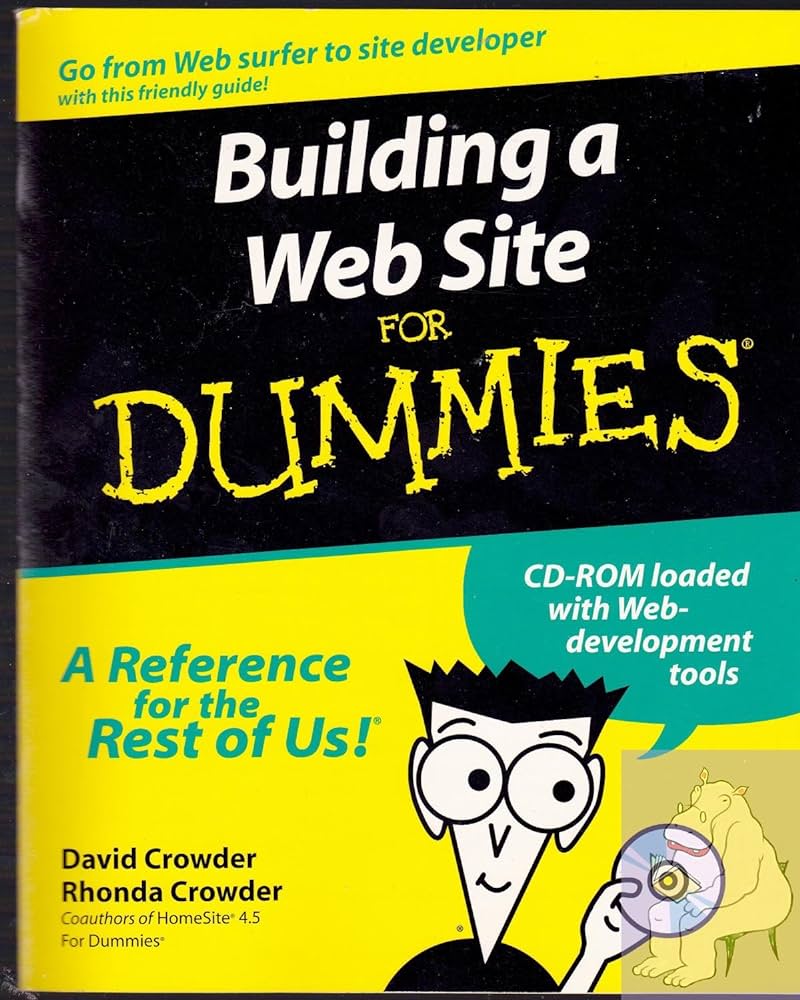 Go from Web surfer to site developer
with this friendly guide!
Building a
Web Site
FOR
DUMMIES®
CD-ROM loaded
with Web-
development
tools
A Reference
for the
Rest of Us!®
David Crowder
Rhonda Crowder
Coauthors of HomeSite® 4.5
For Dummies®
®